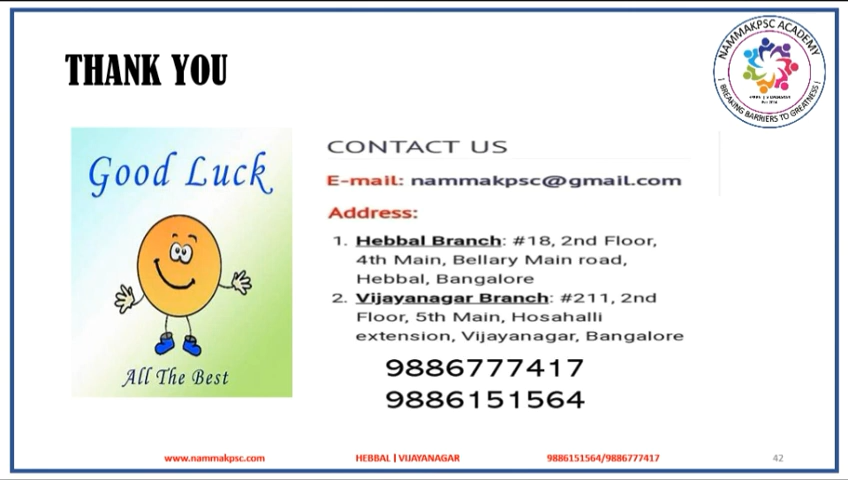 THANK YOU
NAMMAKPSC ACADEMY
| BREAKING BARRIERS TO GREATNESS |
Good Luck
All The Best
CONTACT US
E-mail: nammakpsc@gmail.com
Address:
1. Hebbal Branch: #18, 2nd Floor,
4th Main, Bellary Main road,
Hebbal, Bangalore
2. Vijayanagar Branch: #211, 2nd
Floor, 5th Main, Hosahalli
extension, Vijayanagar, Bangalore
9886777417
9886151564
www.nammakpsc.com
HEBBAL | VIJAYANAGAR
9886151564/9886777417
42